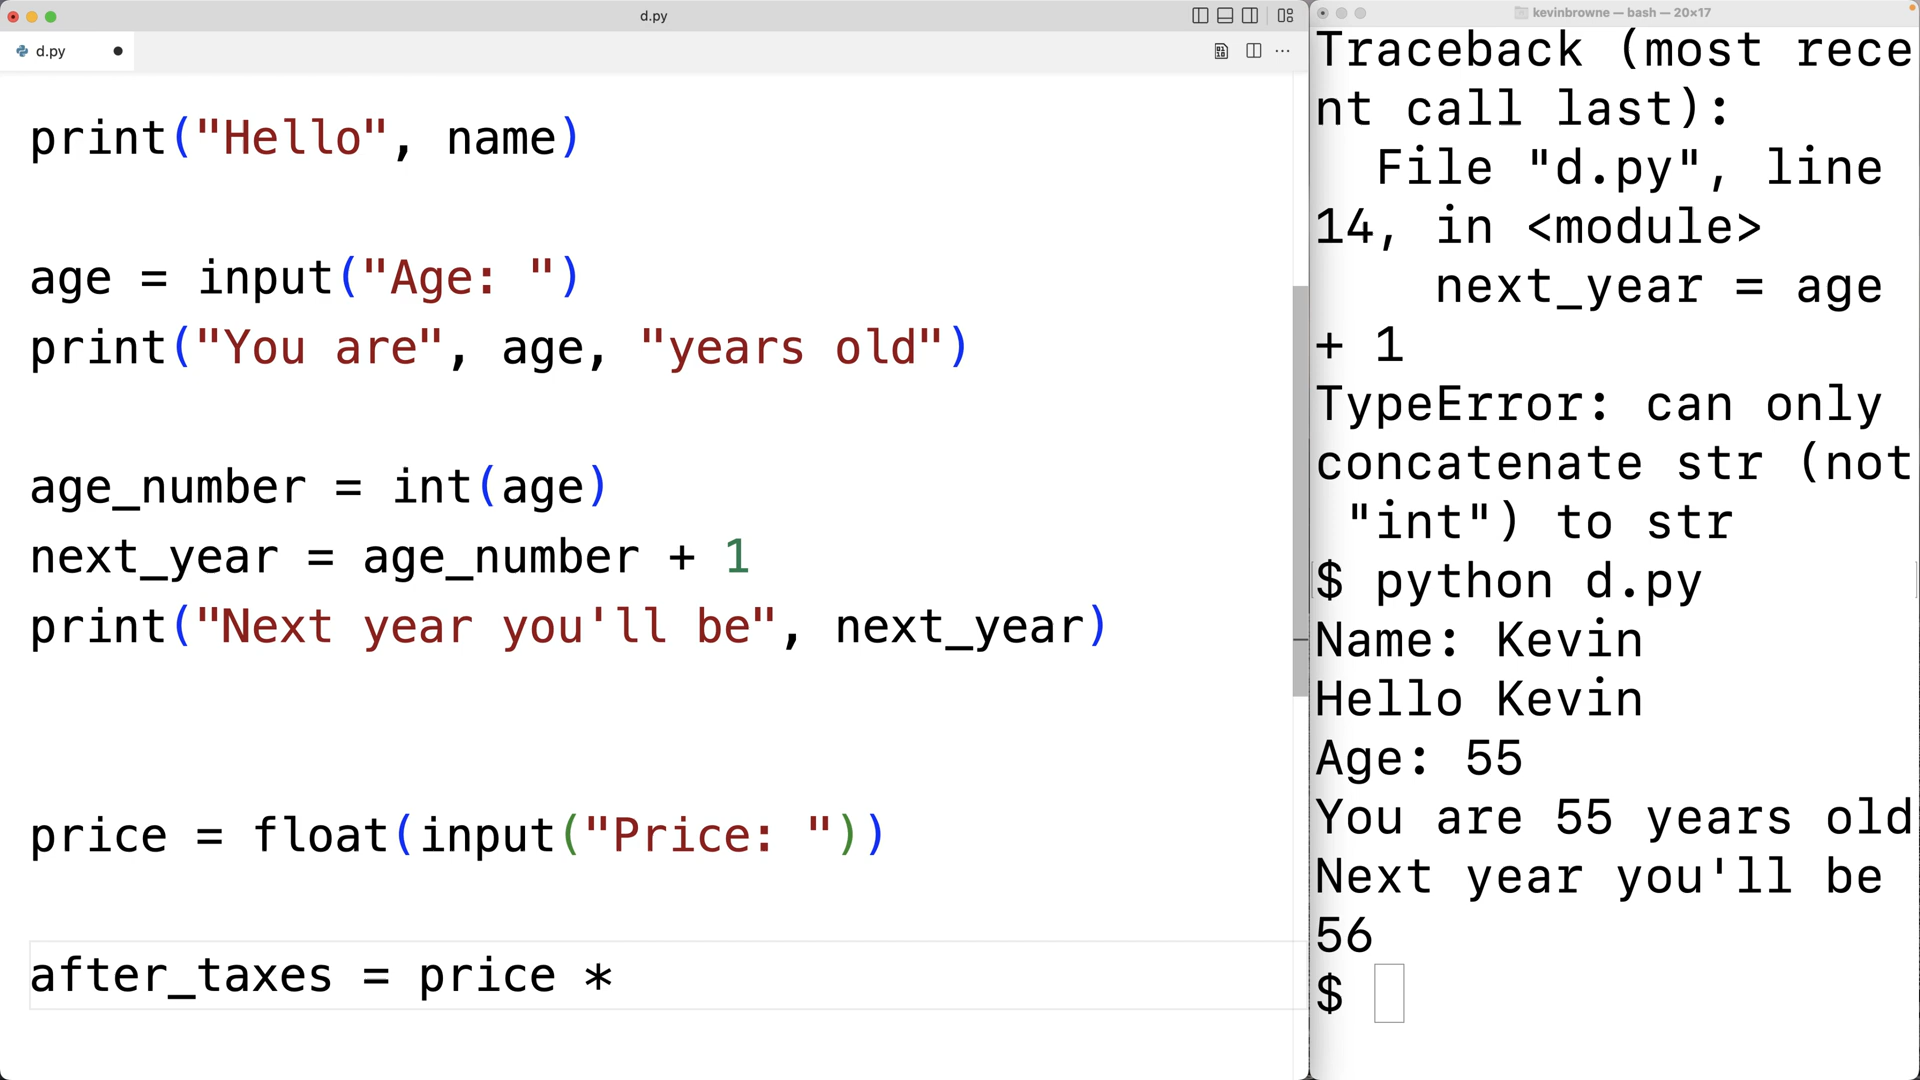 d.py
d.py
print("Hello", name)
age = input("Age: ")
print("You are", age, "years old")
age_number = int(age)
next_year = age_number + 1
print("Next year you'll be", next_year)
price = float(input("Price: "))
after_taxes = price *
kevinbrowne — bash — 20×17
Traceback (most rece
nt call last):
  File "d.py", line
14, in <module>
    next_year = age
+ 1
TypeError: can only
concatenate str (not
 "int") to str
$ python d.py
Name: Kevin
Hello Kevin
Age: 55
You are 55 years old
Next year you'll be
56
$